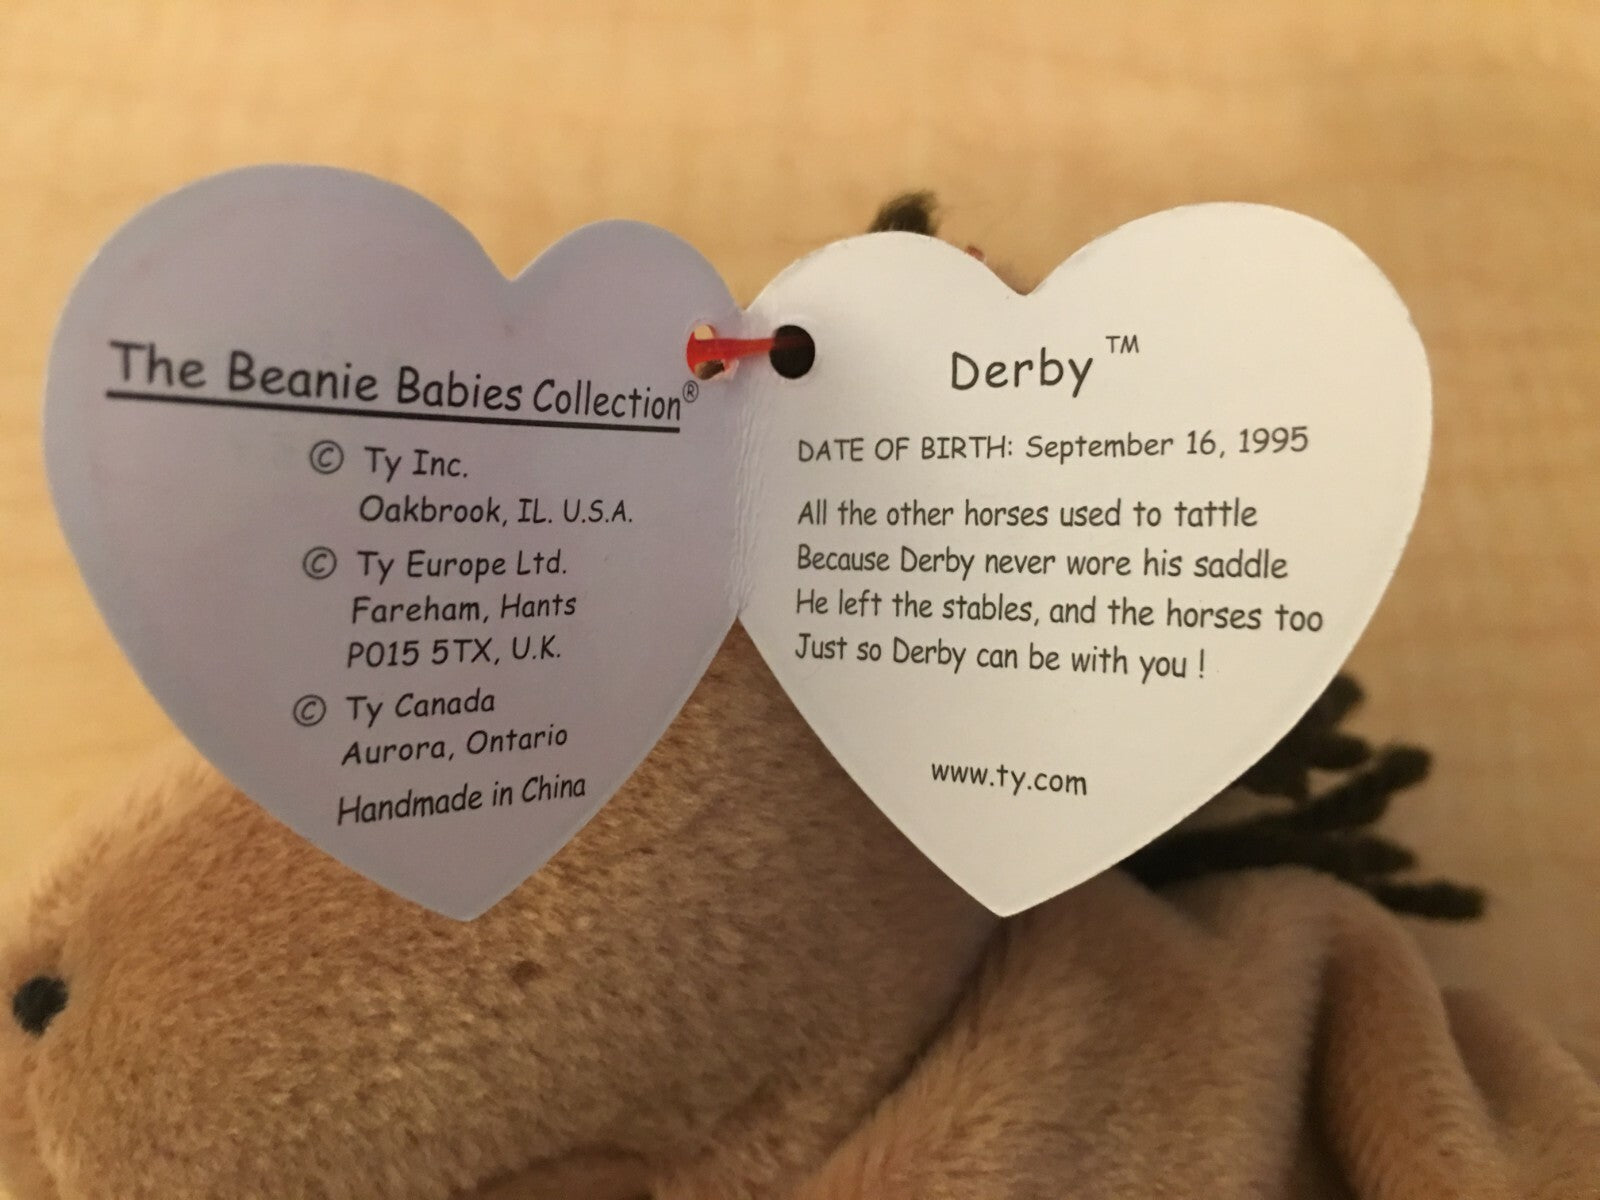 The Beanie Babies Collection®
© Ty Inc.
Oakbrook, IL. U.S.A.
© Ty Europe Ltd.
Fareham, Hants
PO15 5TX, U.K.
© Ty Canada
Aurora, Ontario
Handmade in China
Derby™
DATE OF BIRTH: September 16, 1995
All the other horses used to tattle
Because Derby never wore his saddle
He left the stables, and the horses too
Just so Derby can be with you !
www.ty.com